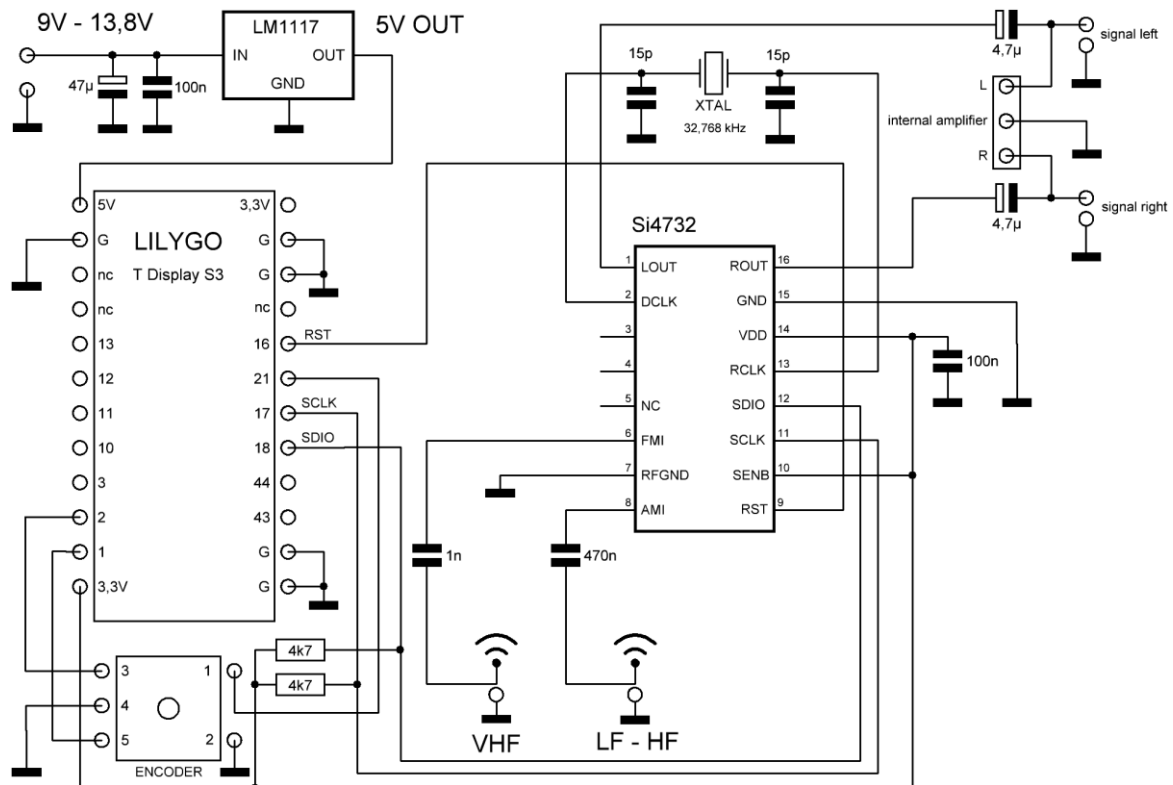 9V - 13,8V
LM1117
5V OUT
IN
OUT
GND
47µ
100n
15p
15p
XTAL
32,768 kHz
4,7µ
signal left
L
internal amplifier
R
4,7µ
signal right
LILYGO
T Display S3
5V
G
nc
nc
13
12
11
10
3
2
1
3,3V
3,3V
G
G
nc
16
21
17
18
44
43
G
G
RST
SCLK
SDIO
Si4732
1
LOUT
2
DCLK
3
4
5
NC
6
FMI
7
RFGND
8
AMI
ROUT
16
GND
15
VDD
14
RCLK
13
SDIO
12
SCLK
11
SENB
10
RST
9
100n
1n
470n
4k7
4k7
3
1
4
5
2
ENCODER
VHF
LF - HF